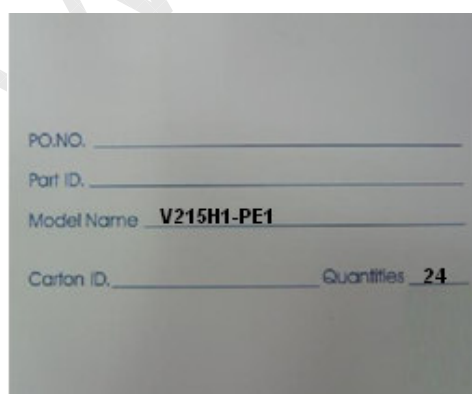 PO.NO.
Part ID.
Model Name V215H1-PE1
Carton ID. Quantities 24